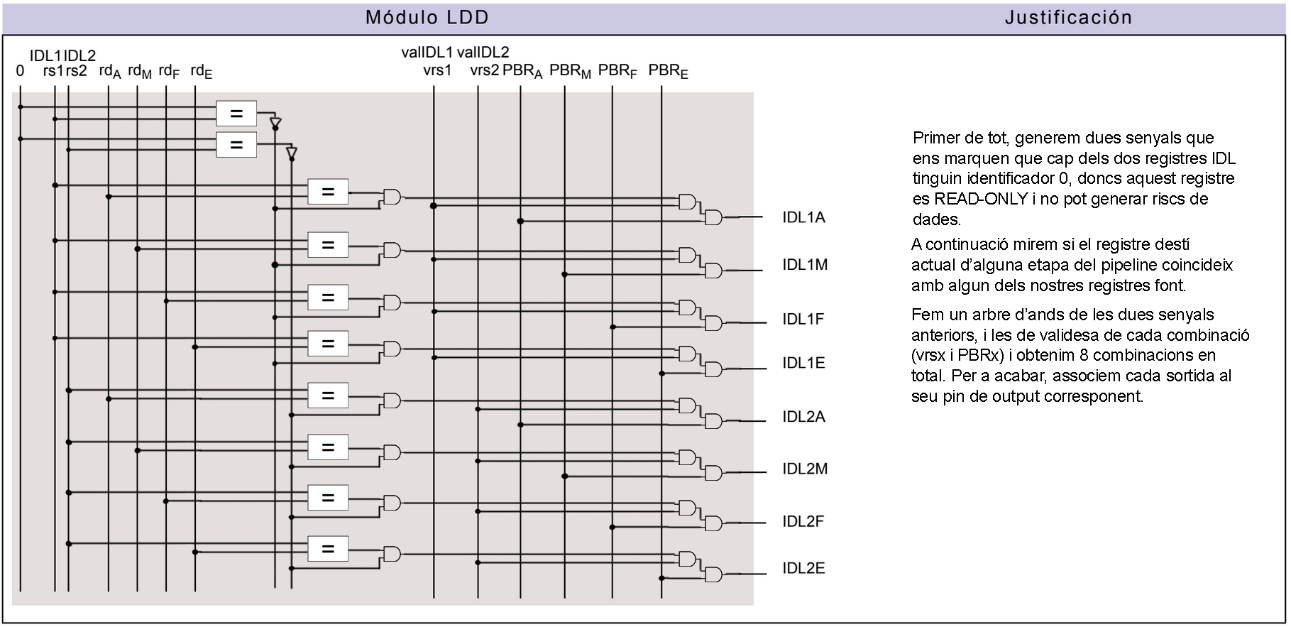 Módulo LDD
Justificación
IDL1 IDL2 valIDL1 valIDL2
0 rs1 rs2 rdA rdM rdF rdE vrs1 vrs2 PBRA PBRM PBRF PBRE
=
=
=
=
=
=
=
=
=
=
IDL1A
IDL1M
IDL1F
IDL1E
IDL2A
IDL2M
IDL2F
IDL2E
Primer de tot, generem dues senyals que
ens marquen que cap dels dos registres IDL
tinguin identificador 0, doncs aquest registre
es READ-ONLY i no pot generar riscs de
dades.
A continuació mirem si el registre destí
actual d'alguna etapa del pipeline coincideix
amb algun dels nostres registres font.
Fem un arbre d'ands de les dues senyals
anteriors, i les de validesa de cada combinació
(vrsx i PBRx) i obtenim 8 combinacions en
total. Per a acabar, associem cada sortida al
seu pin de output corresponent.